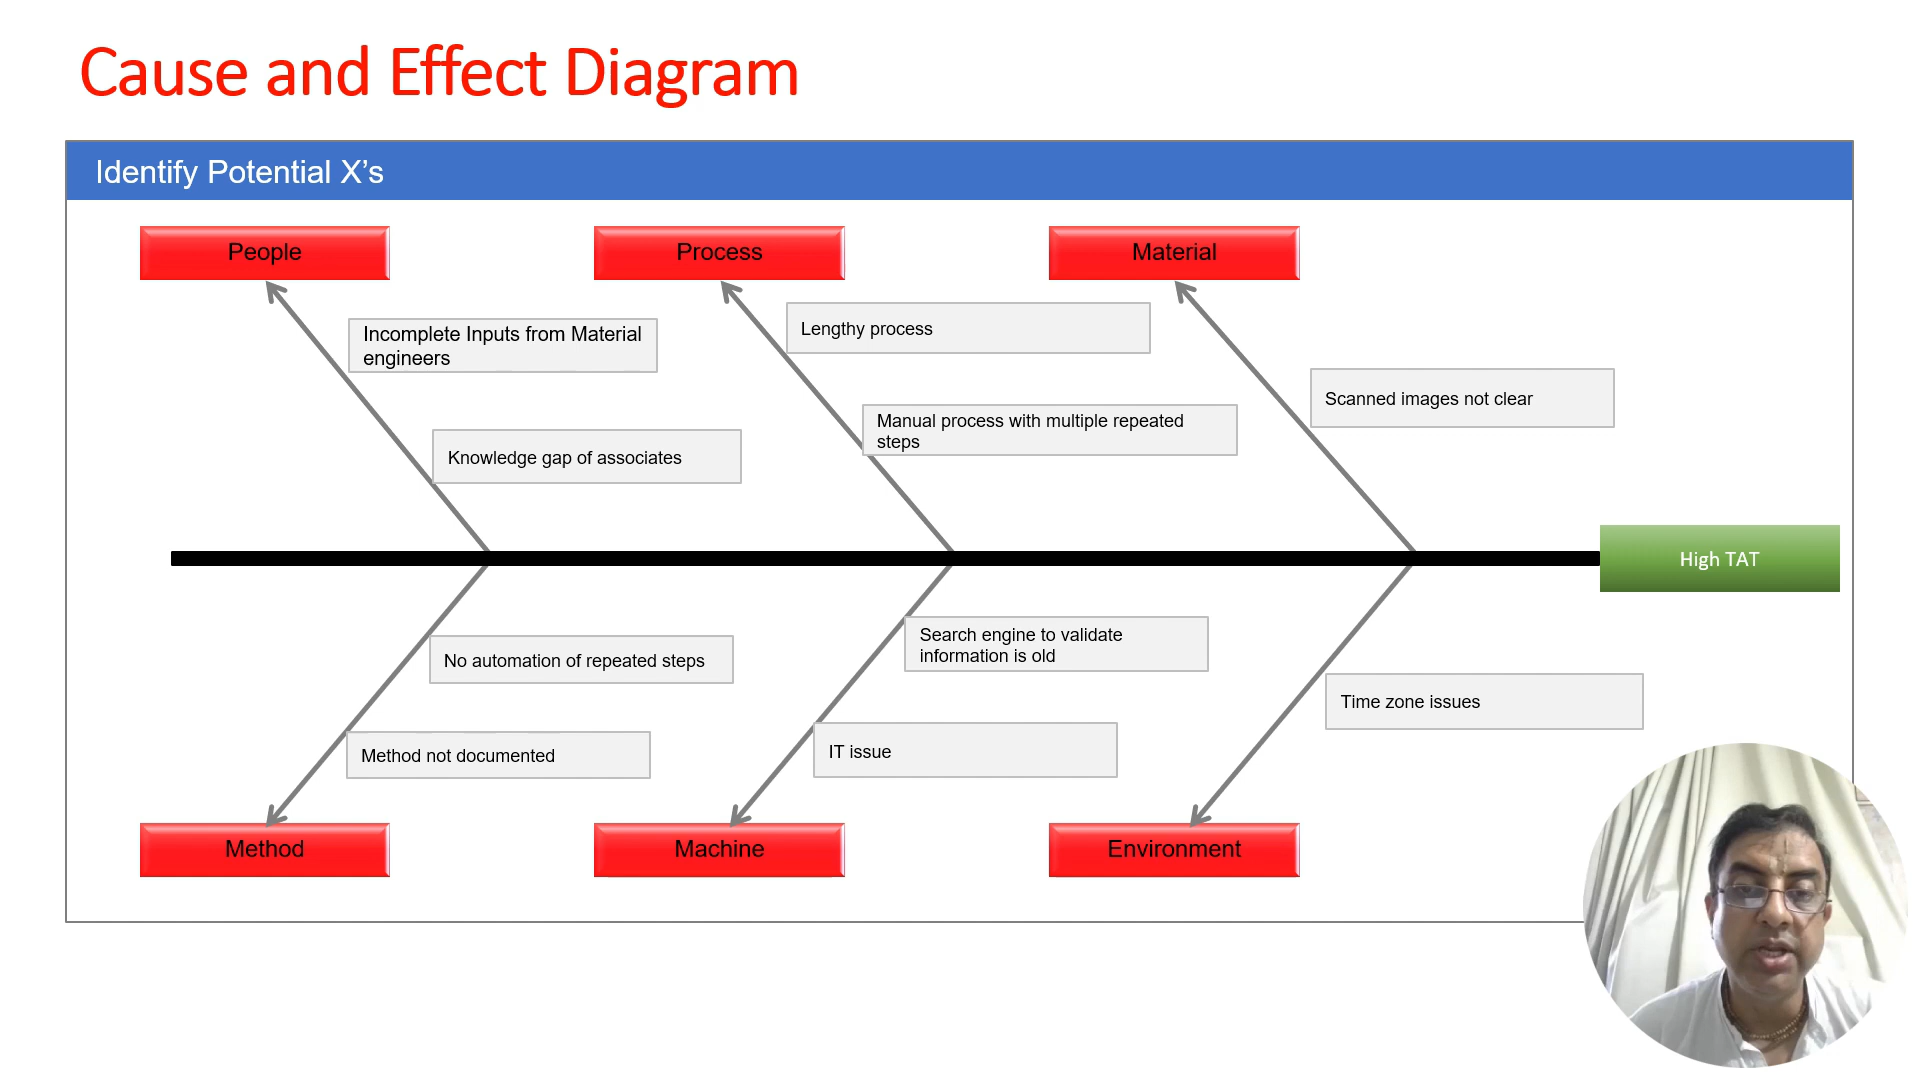 Cause and Effect Diagram
Identify Potential X’s
People
Process
Material
Incomplete Inputs from Material
engineers
Lengthy process
Scanned images not clear
Manual process with multiple repeated
steps
Knowledge gap of associates
High TAT
No automation of repeated steps
Search engine to validate
information is old
Time zone issues
Method not documented
IT issue
Method
Machine
Environment